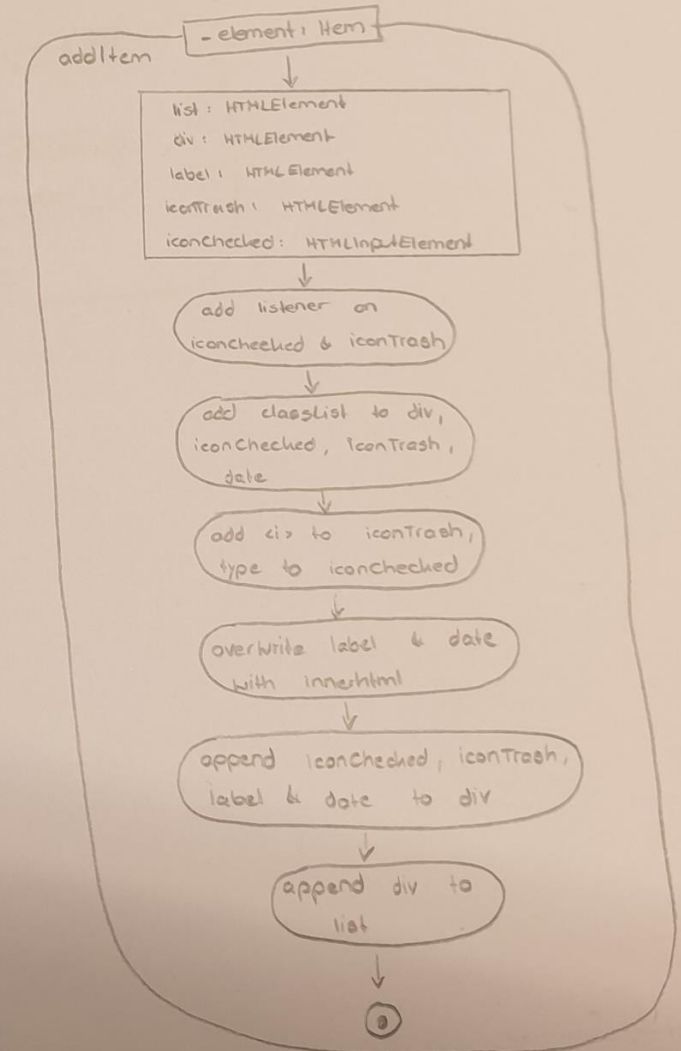 - element: Item
addItem
list: HTMLElement
div: HTMLElement
label: HTMLElement
iconTrash: HTMLElement
iconChecked: HTMLInputElement
add listener on
iconChecked & iconTrash
add classList to div,
iconChecked, IconTrash,
date
add <i> to iconTrash,
type to iconChecked
overwrite label & date
with innerhtml
append iconChecked, iconTrash,
label & date to div
append div to
list